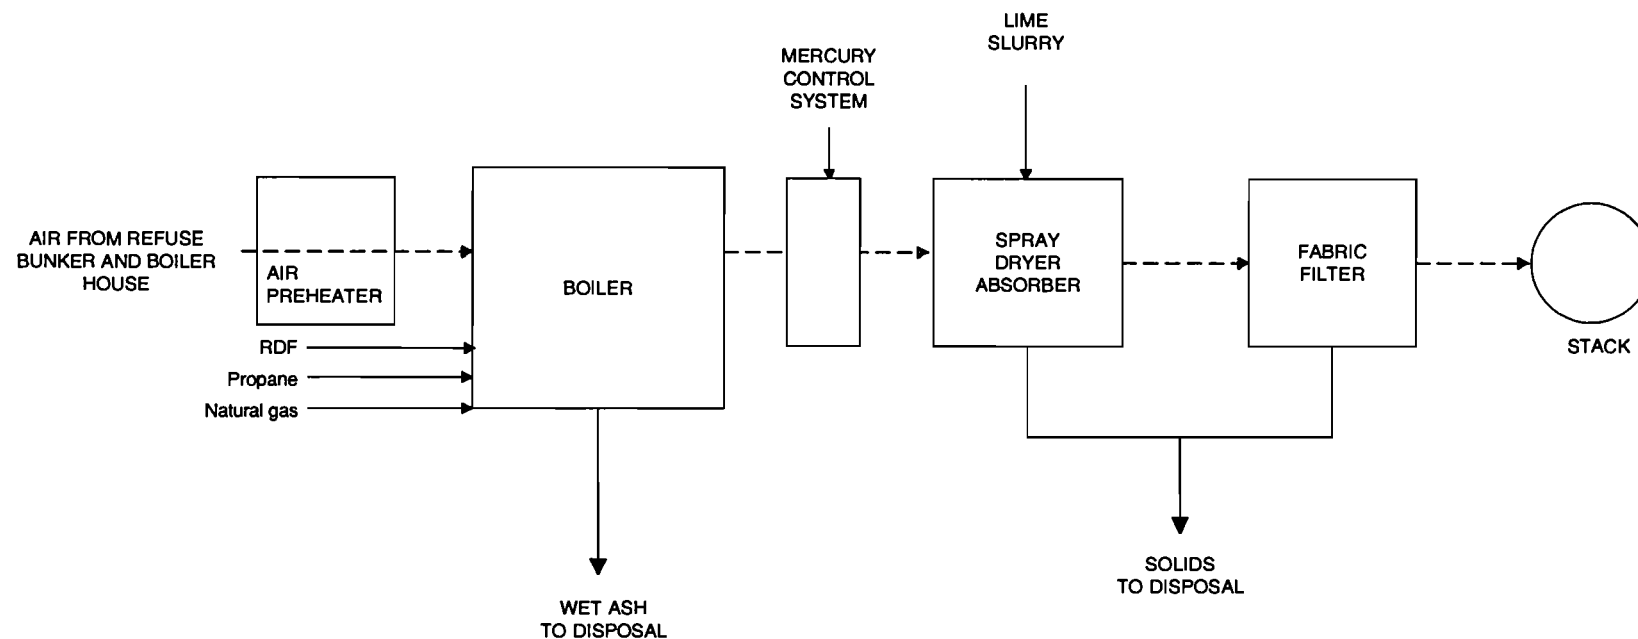 LIME
SLURRY
MERCURY
CONTROL
SYSTEM
AIR FROM REFUSE
BUNKER AND BOILER
HOUSE
AIR
PREHEATER
BOILER
SPRAY
DRYER
ABSORBER
FABRIC
FILTER
STACK
RDF
Propane
Natural gas
WET ASH
TO DISPOSAL
SOLIDS
TO DISPOSAL